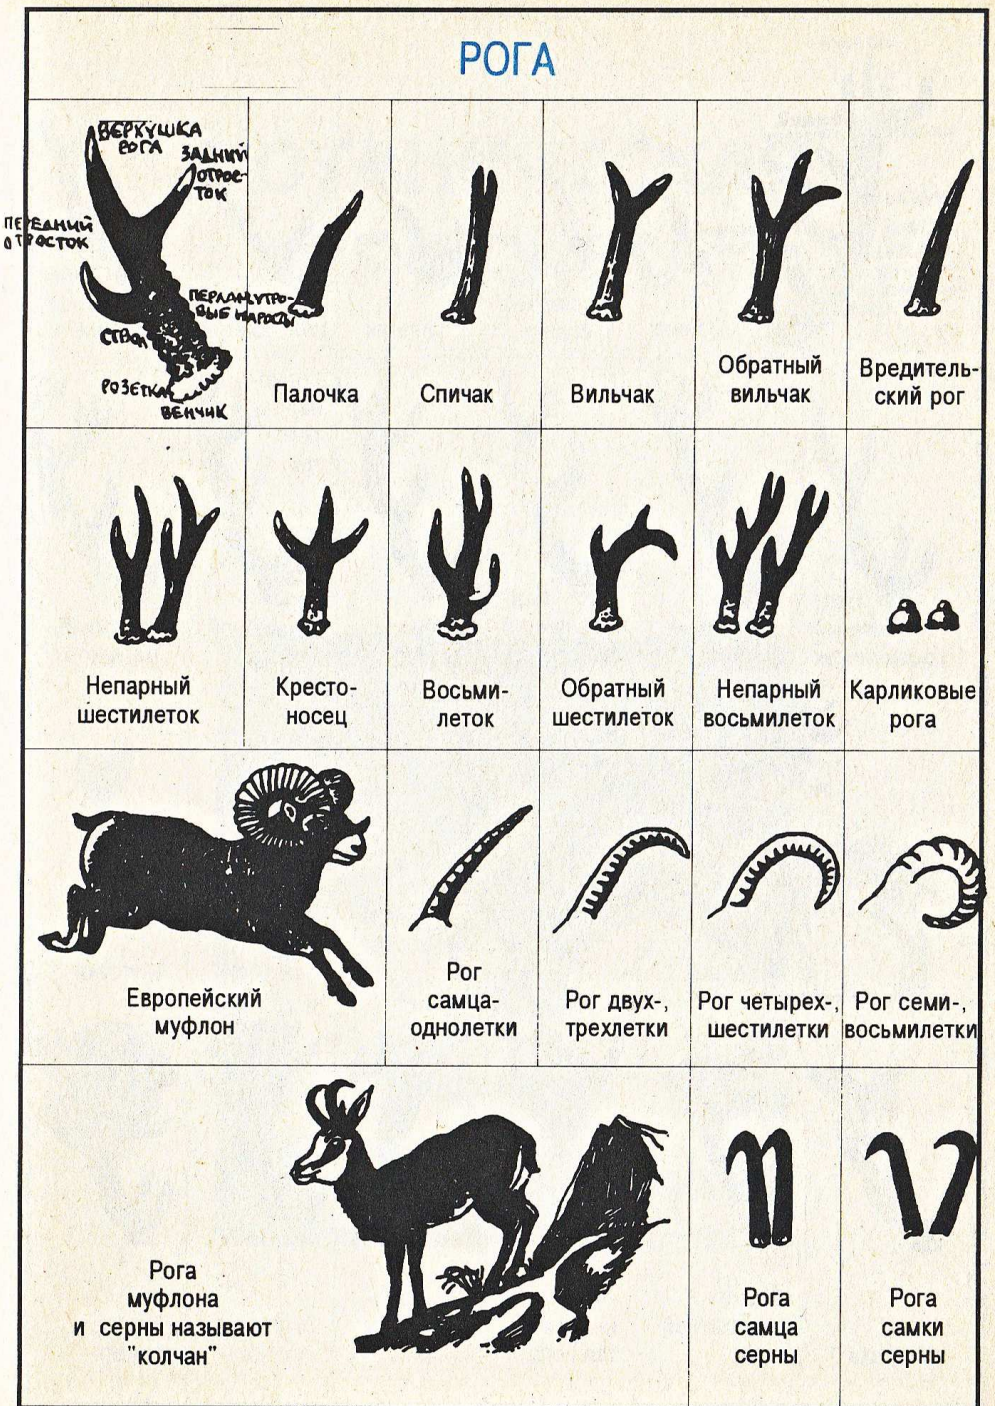 РОГА
ВЕРХУШКА
РОГА
ЗАДНИЙ
ОТРОС-
ТОК
ПЕРЕДНИЙ
ОТРОСТОК
ПЕРЛАМУТРО-
ВЫЕ НАРОСТЫ
СТВОЛ
РОЗЕТКА
ВЕНЧИК
Палочка
Спичак
Вильчак
Обратный
вильчак
Вредитель-
ский рог
Непарный
шестилеток
Кресто-
носец
Восьми-
леток
Обратный
шестилеток
Непарный
восьмилеток
Карликовые
рога
Европейский
муфлон
Рог
самца-
однолетки
Рог двух-,
трехлетки
Рог четырех-,
шестилетки
Рог семи-,
восьмилетки
Рога
муфлона
и серны называют
"колчан"
Рога
самца
серны
Рога
самки
серны